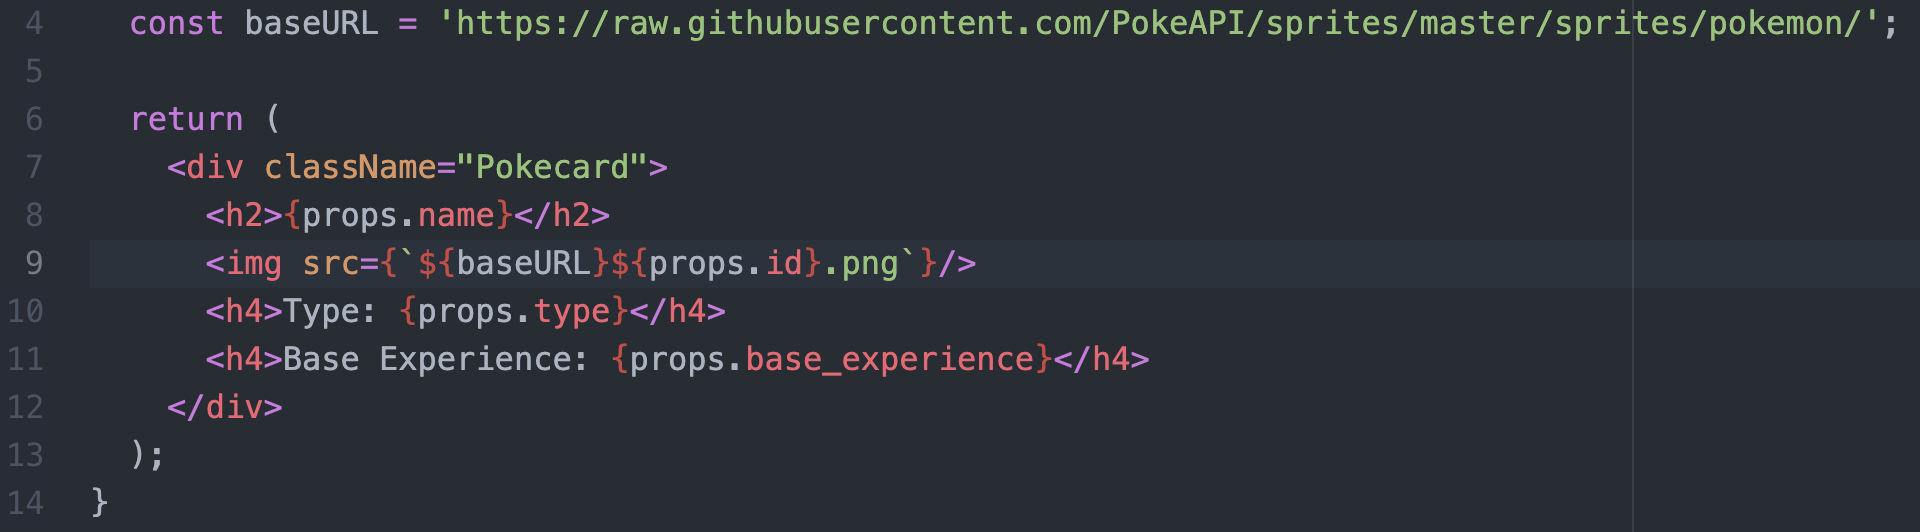 4 const baseURL = 'https://raw.githubusercontent.com/PokeAPI/sprites/master/sprites/pokemon/';
5
6 return (
7 <div className="Pokecard">
8 <h2>{props.name}</h2>
9 <img src={`${baseURL}${props.id}.png`}/>
10 <h4>Type: {props.type}</h4>
11 <h4>Base Experience: {props.base_experience}</h4>
12 </div>
13 );
14 }